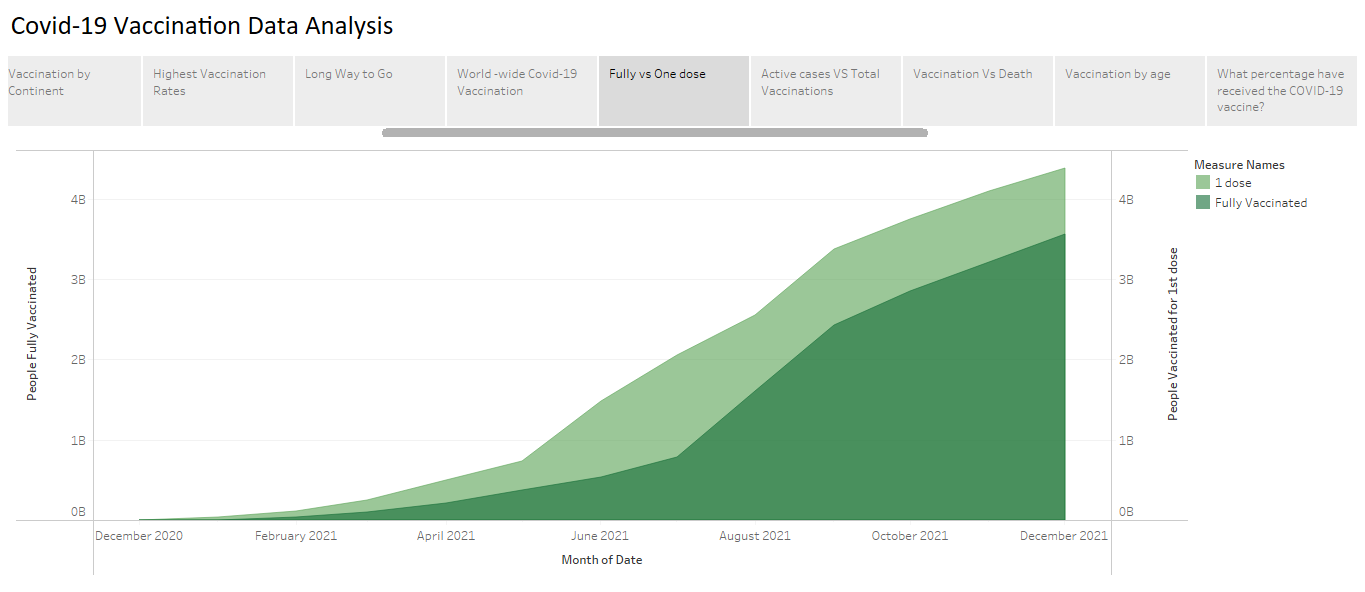 Covid-19 Vaccination Data Analysis
Vaccination by
Continent
Highest Vaccination
Rates
Long Way to Go
World -wide Covid-19
Vaccination
Fully vs One dose
Active cases VS Total
Vaccinations
Vaccination Vs Death
Vaccination by age
What percentage have
received the COVID-19
vaccine?
People Fully Vaccinated
4B
3B
2B
1B
0B
4B
3B
2B
1B
0B
People Vaccinated for 1st dose
December 2020
February 2021
April 2021
June 2021
August 2021
October 2021
December 2021
Month of Date
Measure Names
1 dose
Fully Vaccinated